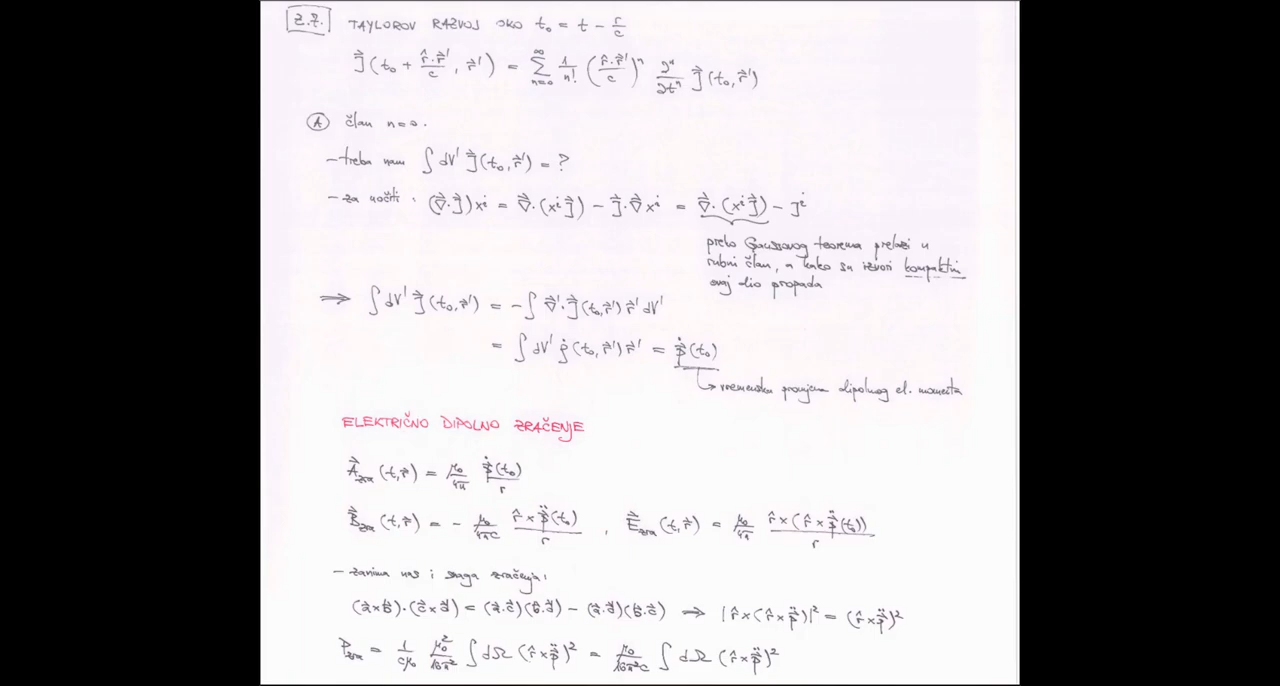 Z.7. TAYLOROV RAZVOJ OKO t₀ = t − r/c
J⃗(t₀ + r̂·r⃗'/c, r⃗') = Σ_{n=0}^{∞} 1/n! (r̂·r⃗'/c)ⁿ ∂ⁿ/∂tⁿ J⃗(t₀, r⃗')
Ⓐ član n=0.
– treba nam ∫dV' J⃗(t₀, r⃗') = ?
– za uočiti: (∇⃗·J⃗)xⁱ = ∇⃗·(xⁱJ⃗) − J⃗·∇⃗xⁱ = ∇⃗·(xⁱJ⃗) − Jⁱ
preko Gaussovog teorema prelazi u
rubni član, a kako su izvori kompaktni
ovaj dio propada
⟹ ∫dV' J⃗(t₀, r⃗') = −∫∇⃗'·J⃗(t₀, r⃗') r⃗' dV'
= ∫dV' ρ̇(t₀, r⃗') r⃗' = p⃗̇(t₀)
↳ vremenska promjena dipolnog el. momenta
ELEKTRIČNO DIPOLNO ZRAČENJE
A⃗_zra(t, r⃗) = μ₀/4π p⃗̇(t₀)/r
B⃗_zra(t, r⃗) = − μ₀/4πc r̂×p⃗̈(t₀)/r , E⃗_zra(t, r⃗) = μ₀/4π r̂×(r̂×p⃗̈(t₀))/r
– zanima nas i snaga zračenja:
(a⃗×b⃗)·(c⃗×d⃗) = (a⃗·c⃗)(b⃗·d⃗) − (a⃗·d⃗)(b⃗·c⃗) ⟹ |r̂×(r̂×p⃗̈)|² = (r̂×p⃗̈)²
P_zra = 1/cμ₀ μ₀²/16π² ∫dΩ (r̂×p⃗̈)² = μ₀/16π²c ∫dΩ (r̂×p⃗̈)²